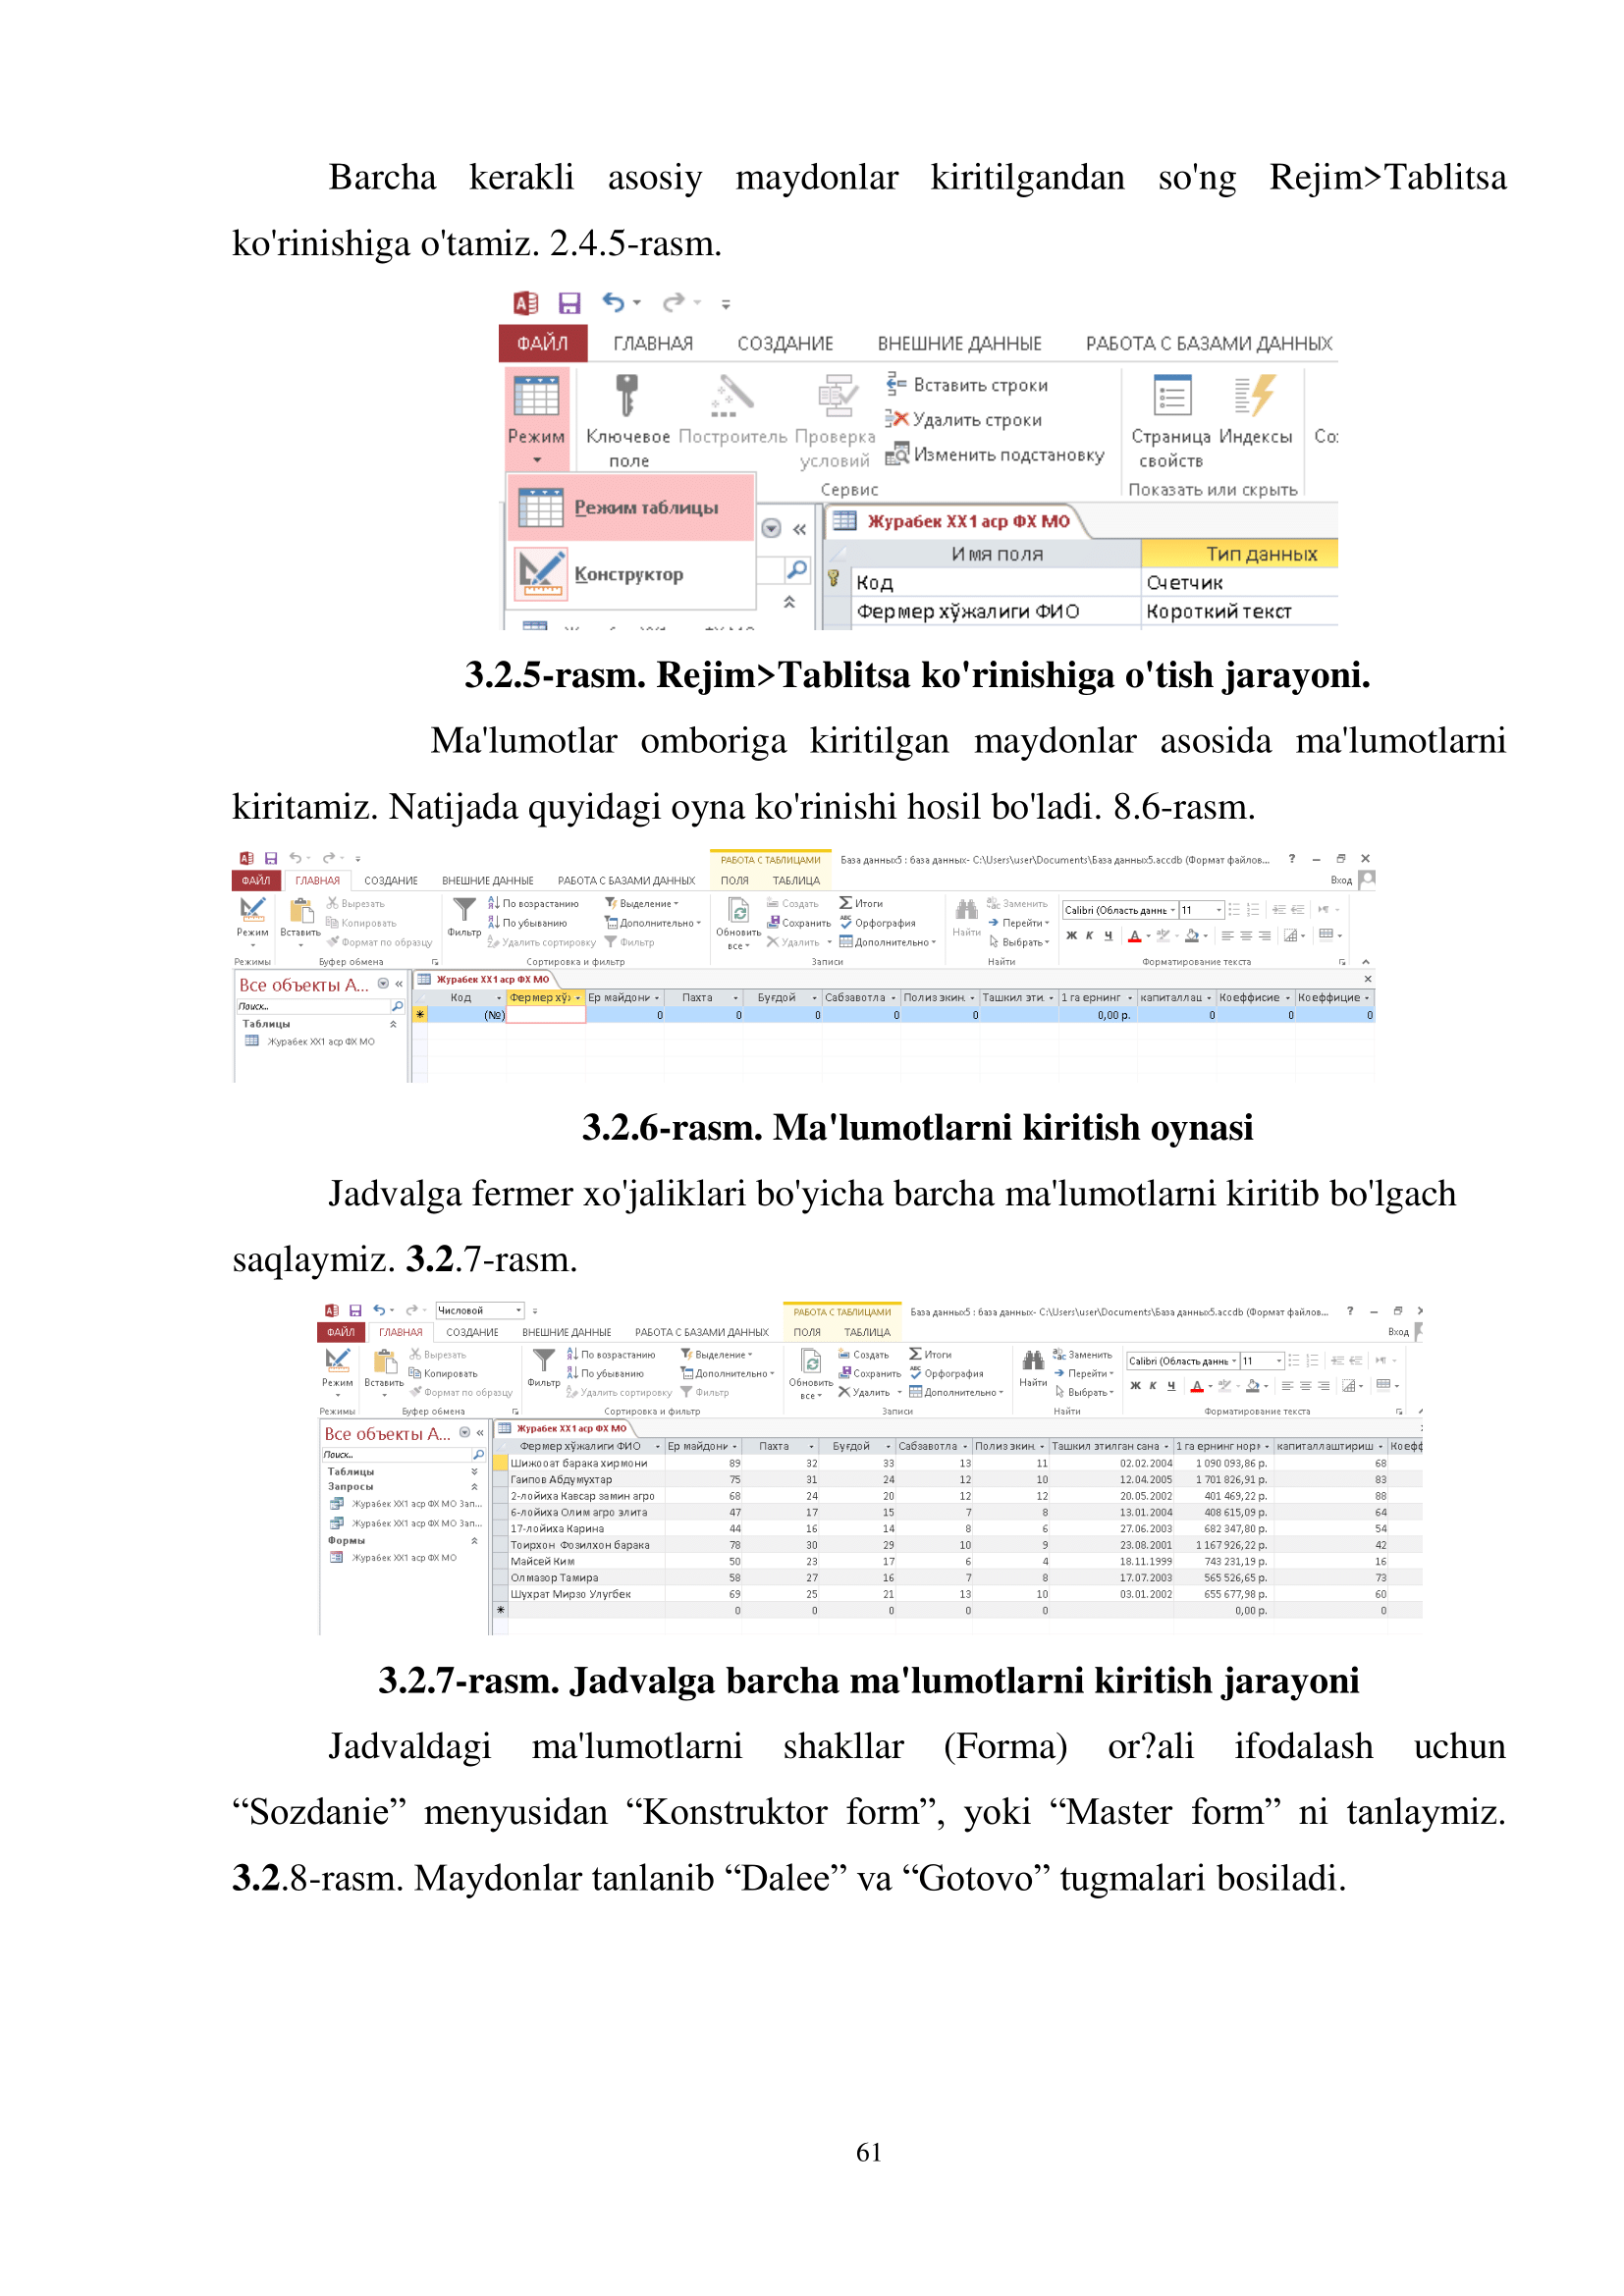 Barcha kerakli asosiy maydonlar kiritilgandan so'ng Rejim>Tablitsa
ko'rinishiga o'tamiz. 2.4.5-rasm.
ФАЙЛ ГЛАВНАЯ СОЗДАНИЕ ВНЕШНИЕ ДАННЫЕ РАБОТА С БАЗАМИ ДАННЫХ
Режим Ключевое поле Построитель Проверка условий
Вставить строки
Удалить строки
Изменить подстановку
Страница свойств Индексы
Сервис Показать или скрыть
Режим таблицы
Конструктор
Журабек XX1 аср ФХ МО
Имя поля Тип данных
Код Счетчик
Фермер хўжалиги ФИО Короткий текст
3.2.5-rasm. Rejim>Tablitsa ko'rinishiga o'tish jarayoni.
Ma'lumotlar omboriga kiritilgan maydonlar asosida ma'lumotlarni
kiritamiz. Natijada quyidagi oyna ko'rinishi hosil bo'ladi. 8.6-rasm.
РАБОТА С ТАБЛИЦАМИ База данных5 : база данных- C:\Users\user\Documents\База данных5.accdb (Формат файлов...
ФАЙЛ ГЛАВНАЯ СОЗДАНИЕ ВНЕШНИЕ ДАННЫЕ РАБОТА С БАЗАМИ ДАННЫХ ПОЛЯ ТАБЛИЦА Вход
Вырезать По возрастанию Выделение Создать Итоги Заменить Calibri (Область данн 11
Копировать По убыванию Дополнительно Сохранить Орфография Перейти
Режим Вставить Фильтр Обновить все Найти Ж К Ч
Формат по образцу Удалить сортировку Фильтр Удалить Дополнительно Выбрать
Режимы Буфер обмена Сортировка и фильтр Записи Найти Форматирование текста
Все объекты A... Журабек XX1 аср ФХ МО
Поиск... Код Фермер хў Ер майдони Пахта Буғдой Сабзавотла Полиз экин. Ташкил эти. 1 га ернинг капиталлаш Коеффисие Коеффицие
Таблицы (№) 0 0 0 0 0 0,00 р. 0 0 0
Журабек XX1 аср ФХ МО
3.2.6-rasm. Ma'lumotlarni kiritish oynasi
Jadvalga fermer xo'jaliklari bo'yicha barcha ma'lumotlarni kiritib bo'lgach
saqlaymiz. 3.2.7-rasm.
Числовой РАБОТА С ТАБЛИЦАМИ База данных5 : база данных- C:\Users\user\Documents\База данных5.accdb (Формат файлов...
ФАЙЛ ГЛАВНАЯ СОЗДАНИЕ ВНЕШНИЕ ДАННЫЕ РАБОТА С БАЗАМИ ДАННЫХ ПОЛЯ ТАБЛИЦА Вход
Вырезать По возрастанию Выделение Создать Итоги Заменить Calibri (Область данн 11
Копировать По убыванию Дополнительно Сохранить Орфография Перейти
Режим Вставить Фильтр Обновить все Найти Ж К Ч
Формат по образцу Удалить сортировку Фильтр Удалить Дополнительно Выбрать
Режимы Буфер обмена Сортировка и фильтр Записи Найти Форматирование текста
Все объекты A... Журабек XX1 аср ФХ МО
Поиск...
Таблицы
Запросы
Журабек XX1 аср ФХ МО Зап...
Журабек XX1 аср ФХ МО Зап...
Формы
Журабек XX1 аср ФХ МО
Фермер хўжалиги ФИО Ер майдони Пахта Буғдой Сабзавотла Полиз экин. Ташкил этилган сана 1 га ернинг норм капиталлаштириш Коефф
Шижоат барака хирмони 89 32 33 13 11 02.02.2004 1 090 093,86 р. 68
Гаипов Абдумухтар 75 31 24 12 10 12.04.2005 1 701 826,91 р. 83
2-лойиха Кавсар замин агро 68 24 20 12 12 20.05.2002 401 469,22 р. 88
6-лойиха Олим агро элита 47 17 15 7 8 13.01.2004 408 615,09 р. 64
17-лойиха Карина 44 16 14 8 6 27.06.2003 682 347,80 р. 54
Тоирхон Фозилхон барака 78 30 29 10 9 23.08.2001 1 167 926,22 р. 42
Майсей Ким 50 23 17 6 4 18.11.1999 743 231,19 р. 16
Олмазор Тамира 58 27 16 7 8 17.07.2003 565 526,65 р. 73
Шухрат Мирзо Улугбек 69 25 21 13 10 03.01.2002 655 677,98 р. 60
0 0 0 0 0 0,00 р. 0
3.2.7-rasm. Jadvalga barcha ma'lumotlarni kiritish jarayoni
Jadvaldagi ma'lumotlarni shakllar (Forma) or?ali ifodalash uchun
“Sozdanie” menyusidan “Konstruktor form”, yoki “Master form” ni tanlaymiz.
3.2.8-rasm. Maydonlar tanlanib “Dalee” va “Gotovo” tugmalari bosiladi.
61